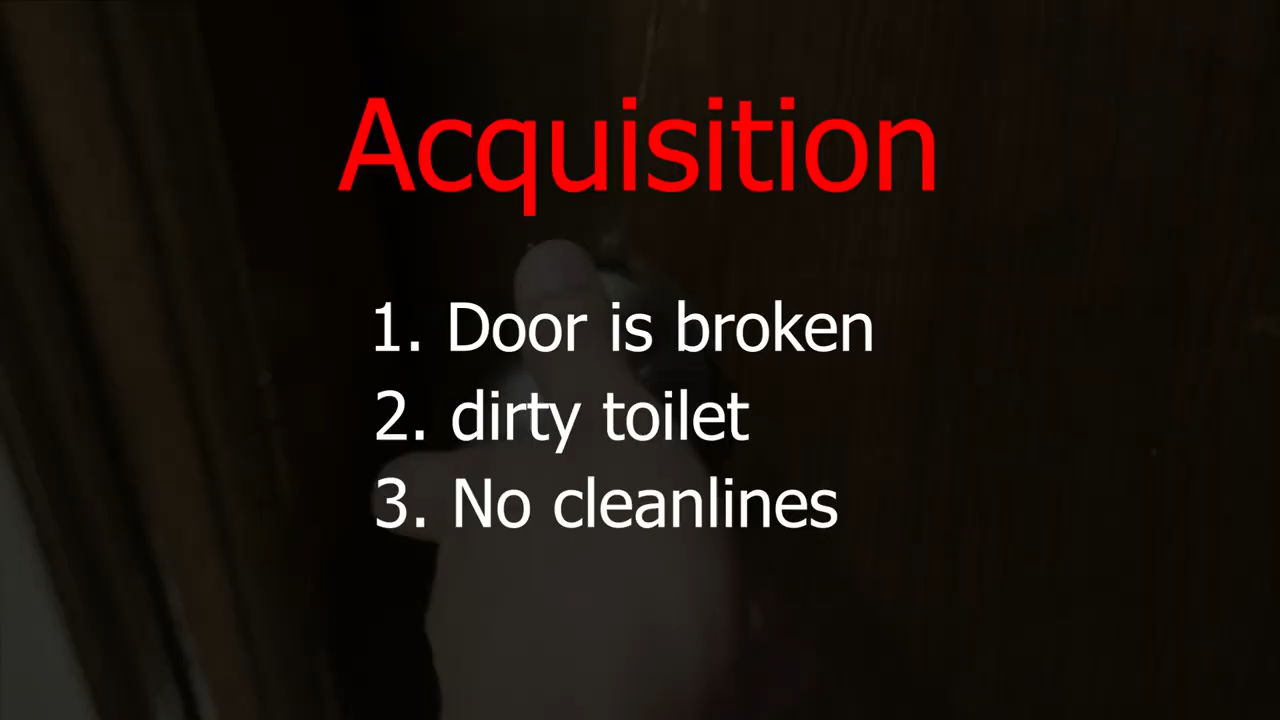 Acquisition
1. Door is broken
2. dirty toilet
3. No cleanlines